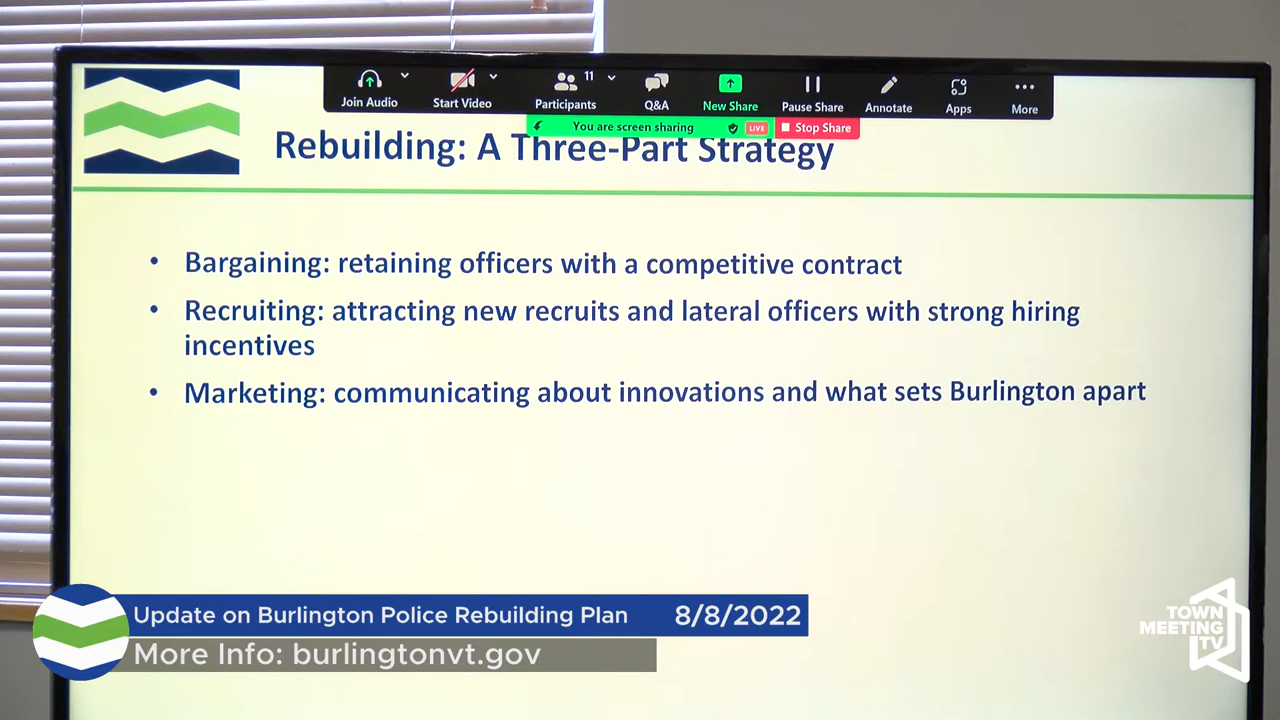 11
Join Audio
Start Video
Participants
Q&A
New Share
Pause Share
Annotate
Apps
More
You are screen sharing
LIVE
Stop Share
Rebuilding: A Three-Part Strategy
• Bargaining: retaining officers with a competitive contract
• Recruiting: attracting new recruits and lateral officers with strong hiring
incentives
• Marketing: communicating about innovations and what sets Burlington apart
Update on Burlington Police Rebuilding Plan 8/8/2022
More Info: burlingtonvt.gov
TOWN
MEETING
TV